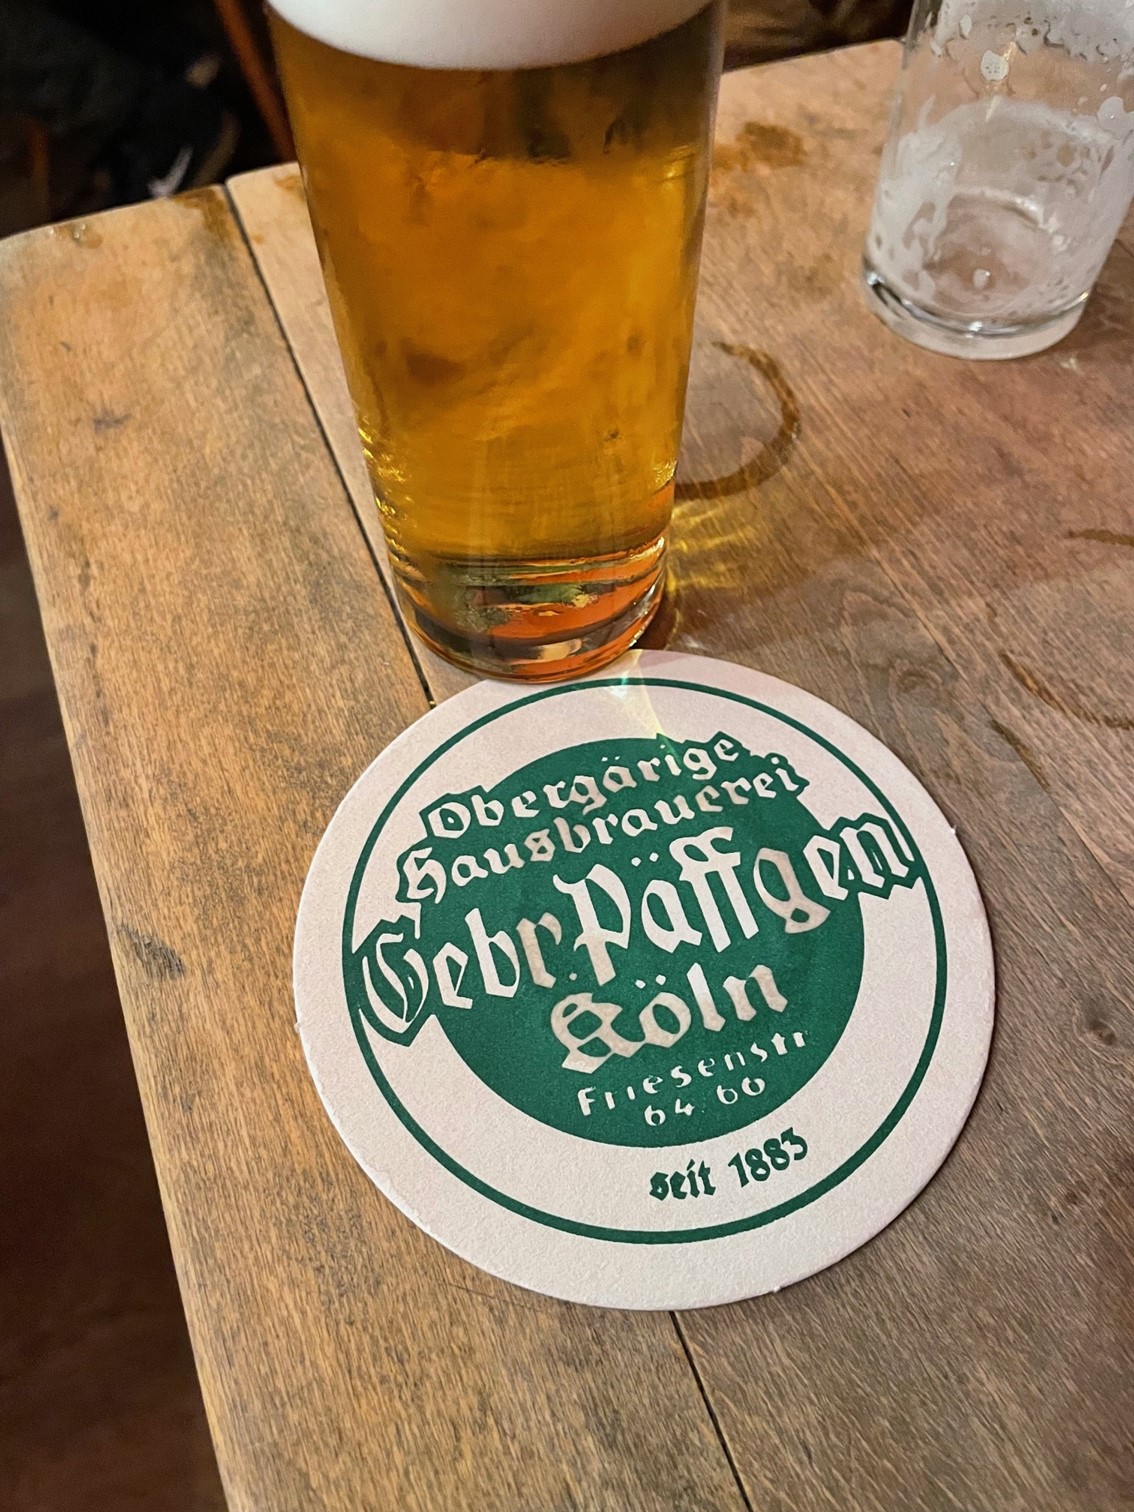 Obergärige
Hausbrauerei
Gebr. Päffgen
Köln
Friesenstr
64 66
seit 1883